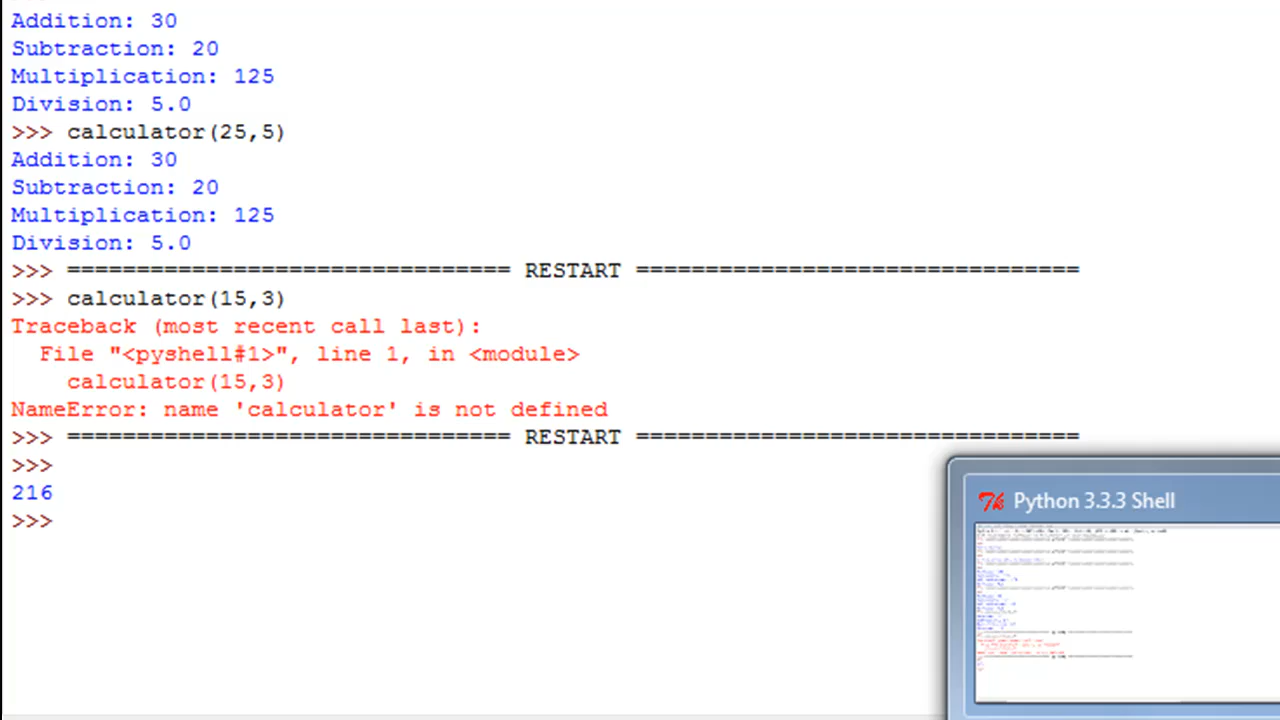 Addition: 30
Subtraction: 20
Multiplication: 125
Division: 5.0
>>> calculator(25,5)
Addition: 30
Subtraction: 20
Multiplication: 125
Division: 5.0
>>> ================================ RESTART ================================
>>> calculator(15,3)
Traceback (most recent call last):
  File "<pyshell#1>", line 1, in <module>
    calculator(15,3)
NameError: name 'calculator' is not defined
>>> ================================ RESTART ================================
>>>
216
>>>
Python 3.3.3 Shell